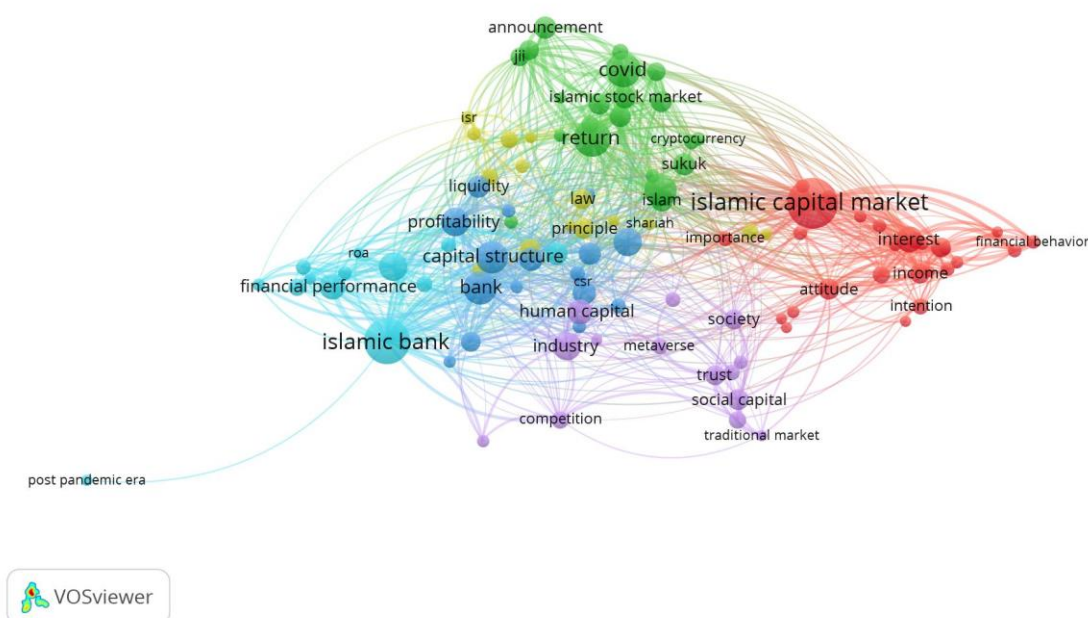 announcement
jii
covid
islamic stock market
isr
return
cryptocurrency
sukuk
liquidity
law
islam
islamic capital market
profitability
principle
shariah
importance
interest
financial behavior
roa
capital structure
income
financial performance
bank
csr
attitude
human capital
intention
society
islamic bank
industry
metaverse
trust
social capital
competition
traditional market
post pandemic era
VOSviewer